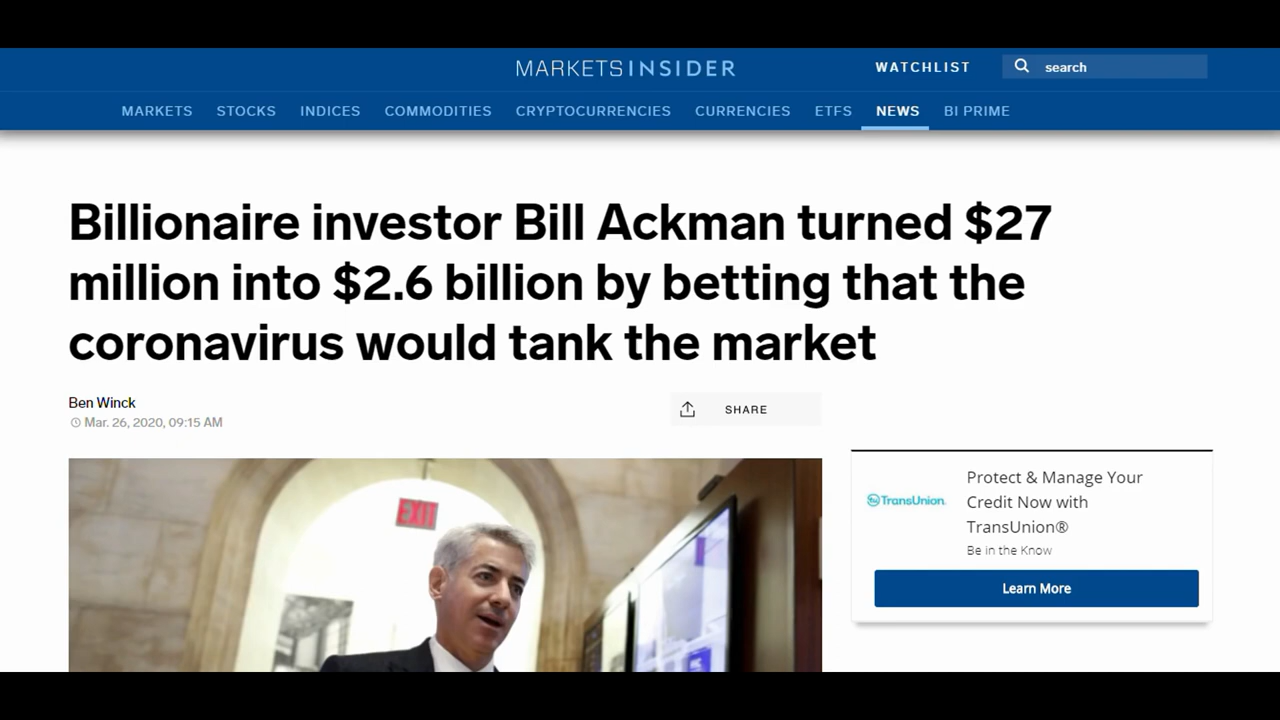 MARKETSINSIDER
WATCHLIST
search
MARKETS STOCKS INDICES COMMODITIES CRYPTOCURRENCIES CURRENCIES ETFS NEWS BI PRIME
Billionaire investor Bill Ackman turned $27
million into $2.6 billion by betting that the
coronavirus would tank the market
Ben Winck
Mar. 26, 2020, 09:15 AM
SHARE
EXIT
TransUnion.
Protect & Manage Your
Credit Now with
TransUnion®
Be in the Know
Learn More